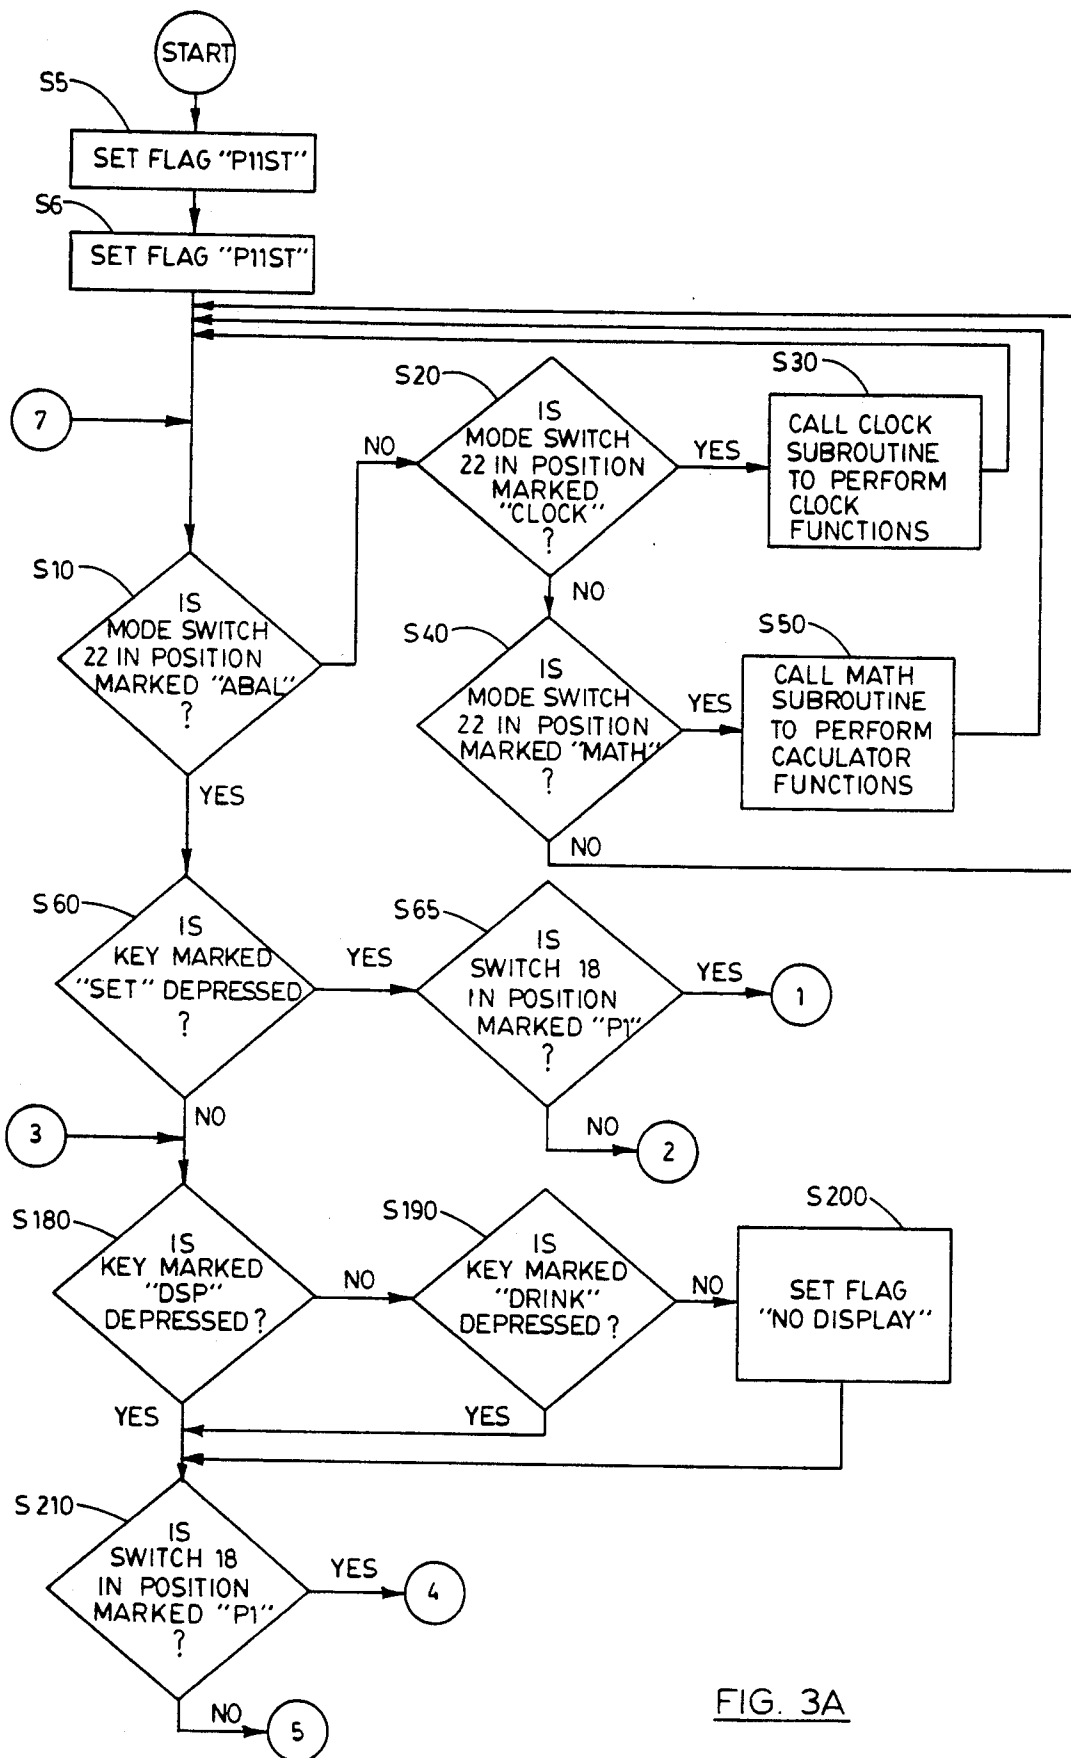 START
S5
SET FLAG "P11ST"
S6
SET FLAG "P11ST"
7
S10
IS
MODE SWITCH
22 IN POSITION
MARKED "ABAL"
?
NO
YES
S20
IS
MODE SWITCH
22 IN POSITION
MARKED
"CLOCK"
?
YES
NO
S30
CALL CLOCK
SUBROUTINE
TO PERFORM
CLOCK
FUNCTIONS
S40
IS
MODE SWITCH
22 IN POSITION
MARKED "MATH"
?
YES
NO
S50
CALL MATH
SUBROUTINE
TO PERFORM
CACULATOR
FUNCTIONS
S60
IS
KEY MARKED
"SET" DEPRESSED
?
YES
NO
S65
IS
SWITCH 18
IN POSITION
MARKED "P1"
?
YES
1
NO
2
3
S180
IS
KEY MARKED
"DSP"
DEPRESSED?
NO
YES
S190
IS
KEY MARKED
"DRINK"
DEPRESSED?
NO
YES
S200
SET FLAG
"NO DISPLAY"
S210
IS
SWITCH 18
IN POSITION
MARKED "P1"
?
YES
4
NO
5
FIG. 3A